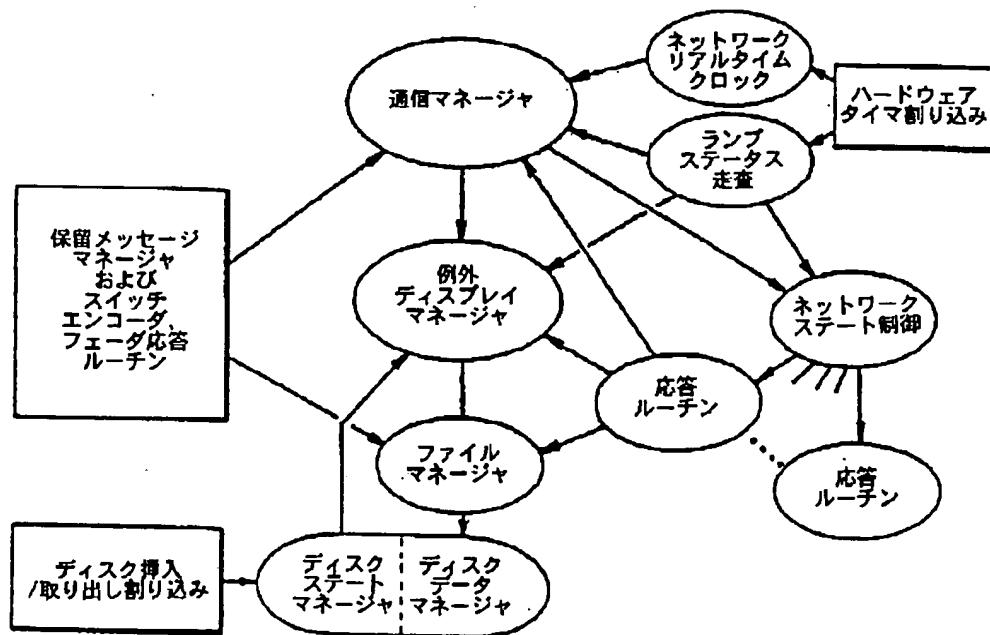 ネットワーク
リアルタイム
クロック
通信マネージャ
ハードウェア
タイマ割り込み
ランプ
ステータス
走査
保留メッセージ
マネージャ
および
スイッチ
エンコーダ、
フェーダ応答
ルーチン
例外
ディスプレイ
マネージャ
ネットワーク
ステート制御
応答
ルーチン
ファイル
マネージャ
応答
ルーチン
ディスク挿入
/取り出し割り込み
ディスク
ステート
マネージャ
ディスク
データ
マネージャ